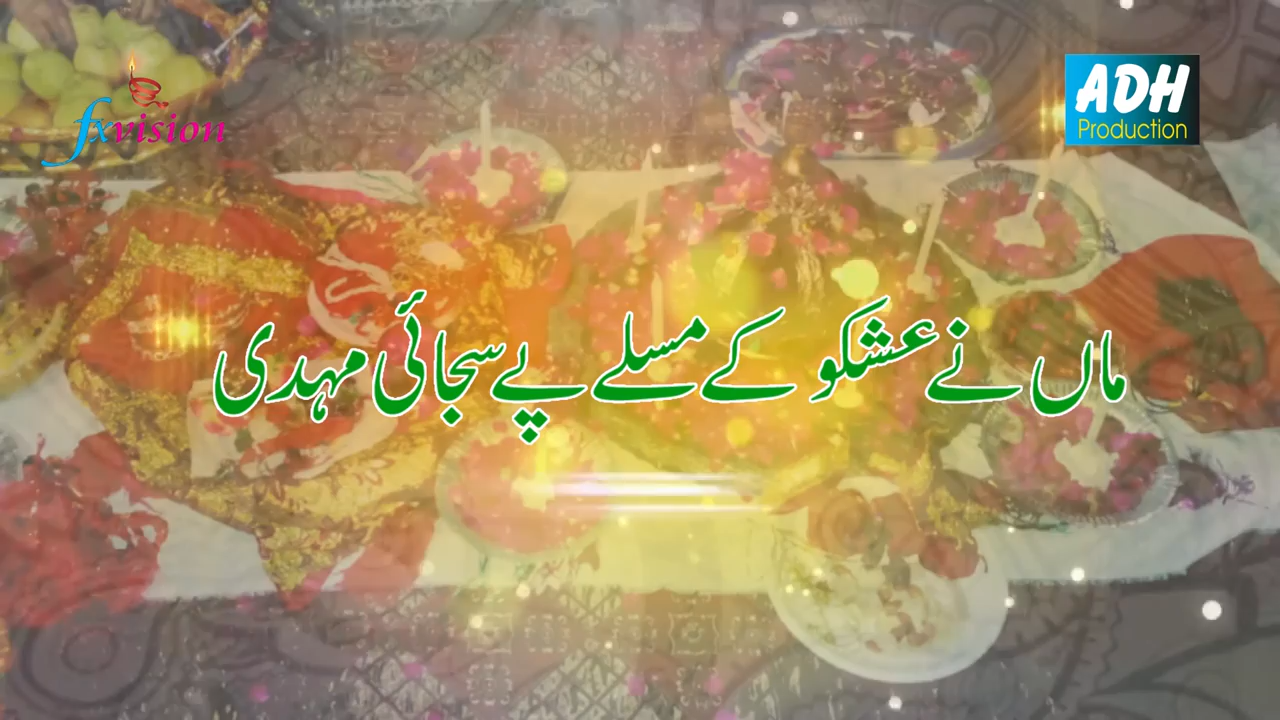 fxvision
ADH
Production
ماں نے عشکو کے مسلے پے سجائی مہدی